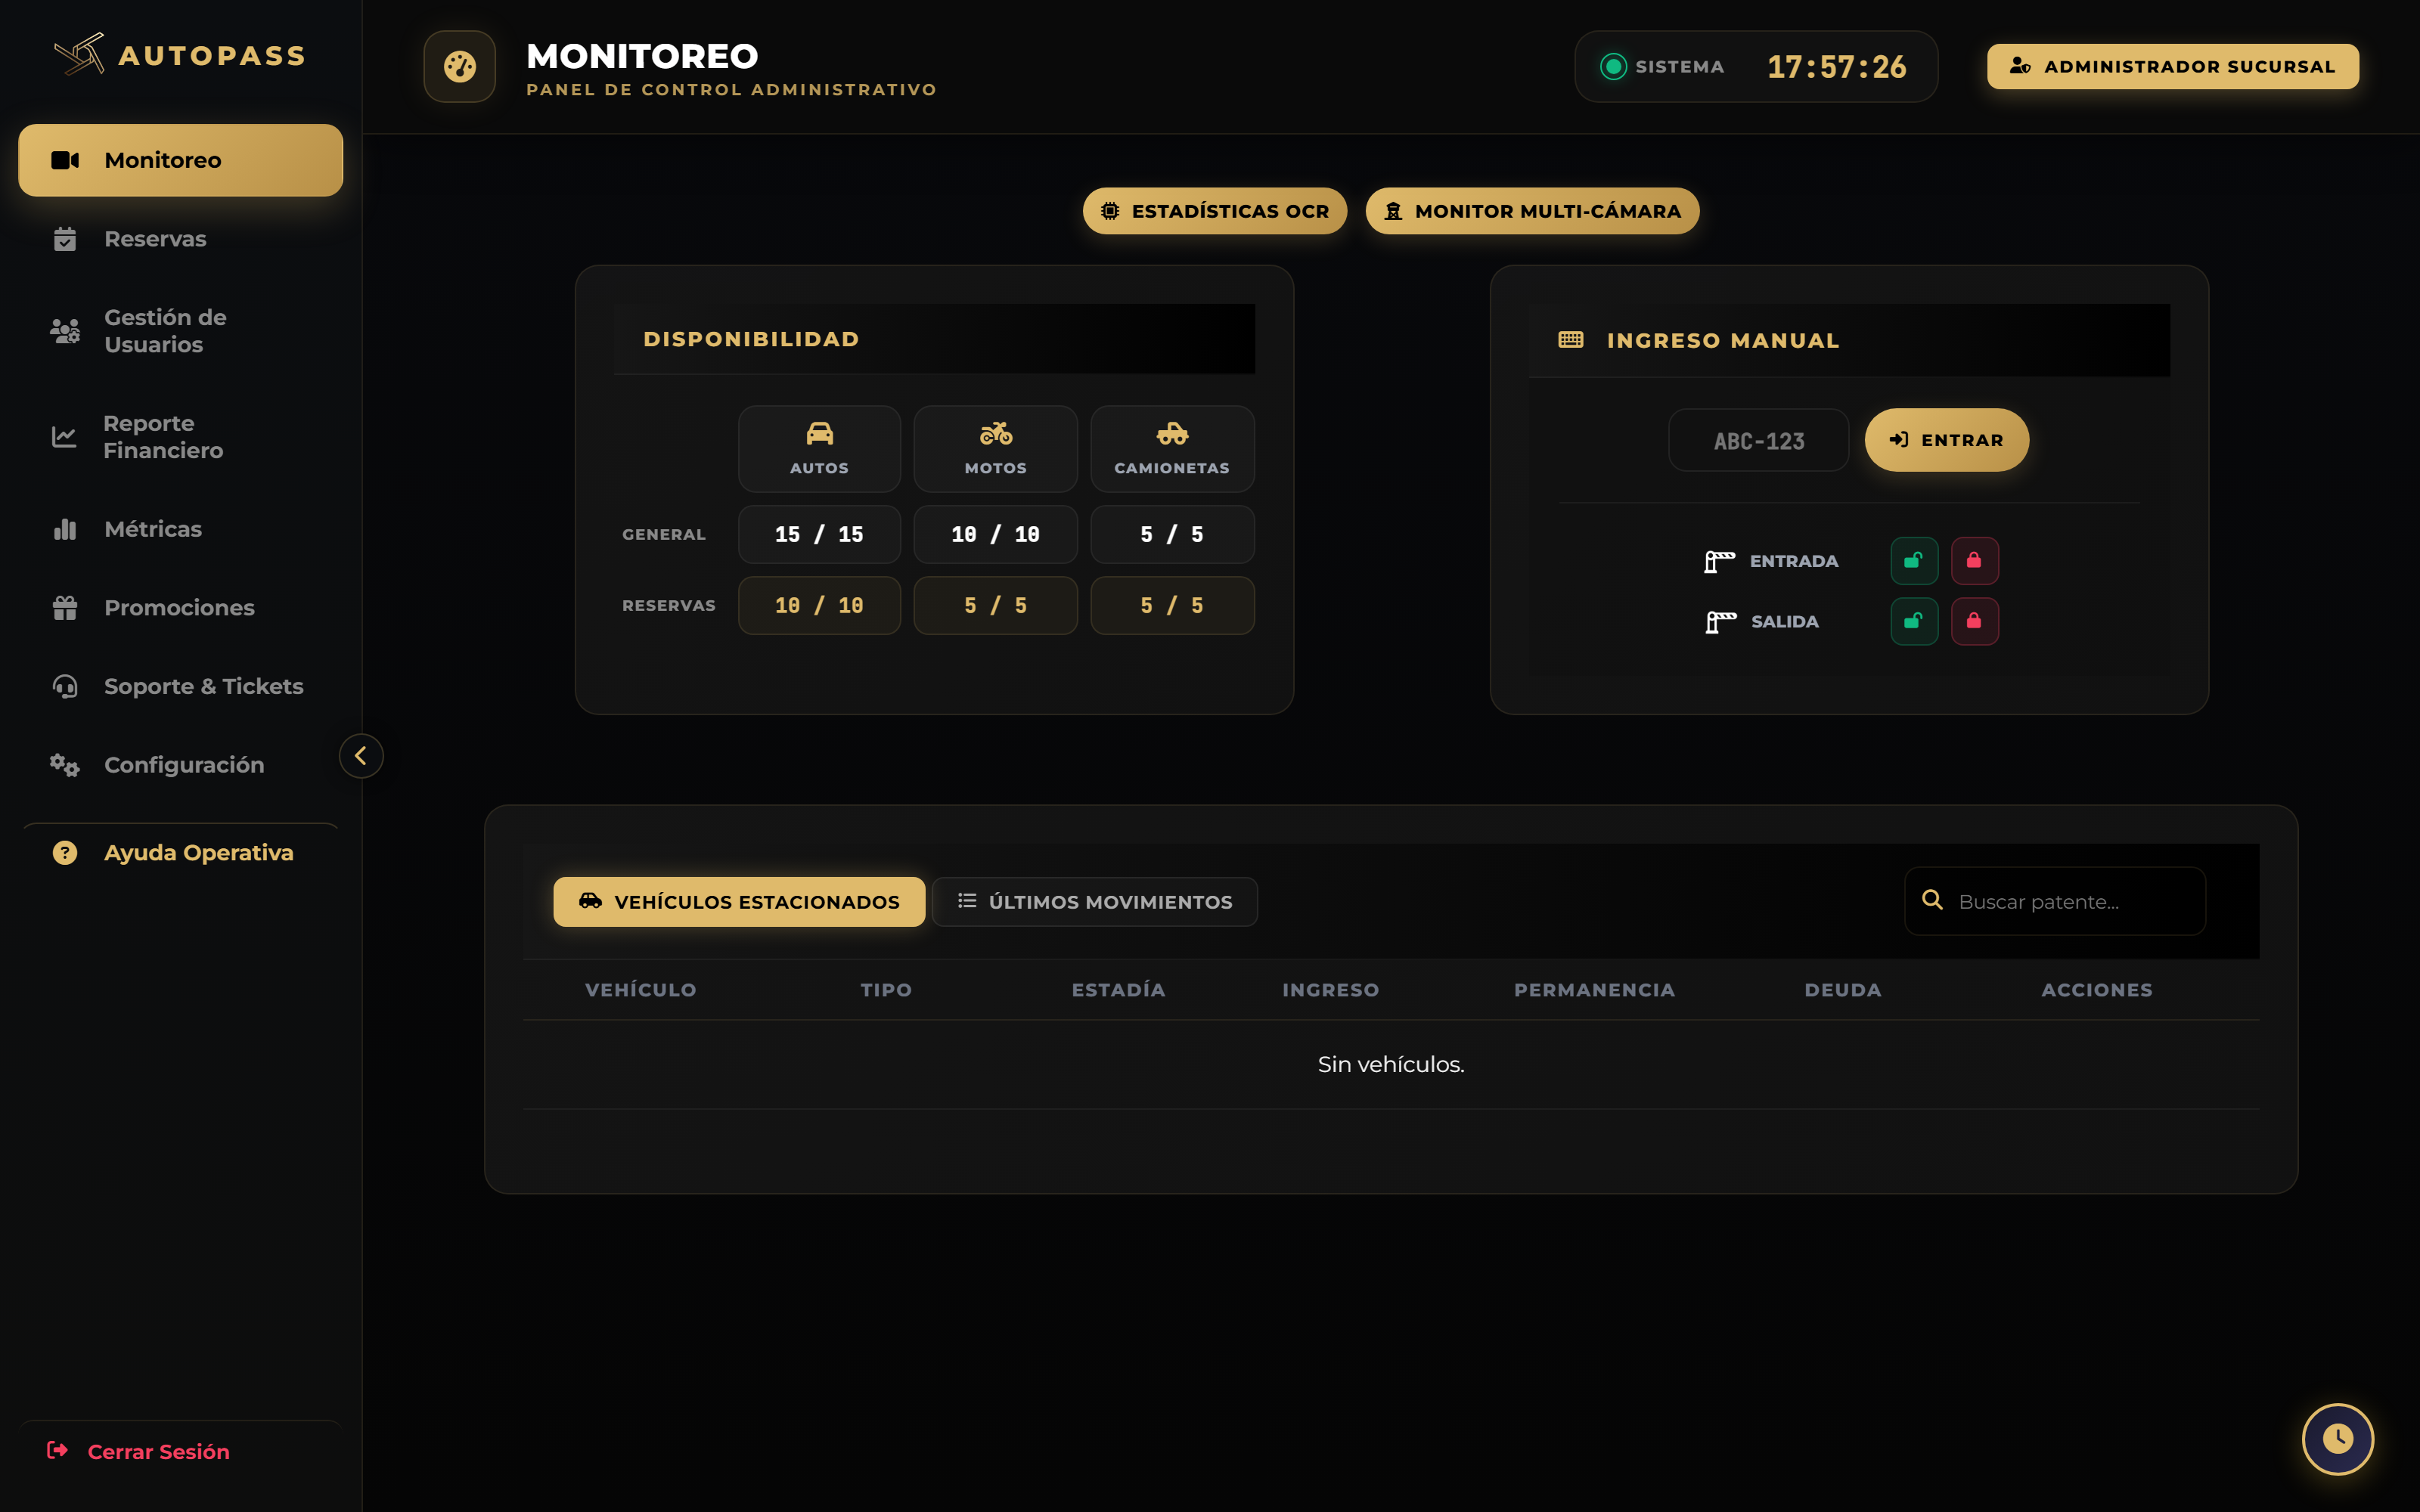 AUTOPASS
Monitoreo
Reservas
Gestión de
Usuarios
Reporte
Financiero
Métricas
Promociones
Soporte & Tickets
Configuración
Ayuda Operativa
Cerrar Sesión
MONITOREO
PANEL DE CONTROL ADMINISTRATIVO
SISTEMA 17:57:26
ADMINISTRADOR SUCURSAL
ESTADÍSTICAS OCR
MONITOR MULTI-CÁMARA
DISPONIBILIDAD
AUTOS MOTOS CAMIONETAS
GENERAL 15 / 15 10 / 10 5 / 5
RESERVAS 10 / 10 5 / 5 5 / 5
INGRESO MANUAL
ABC-123 ENTRAR
ENTRADA
SALIDA
VEHÍCULOS ESTACIONADOS ÚLTIMOS MOVIMIENTOS Buscar patente...
VEHÍCULO TIPO ESTADÍA INGRESO PERMANENCIA DEUDA ACCIONES
Sin vehículos.